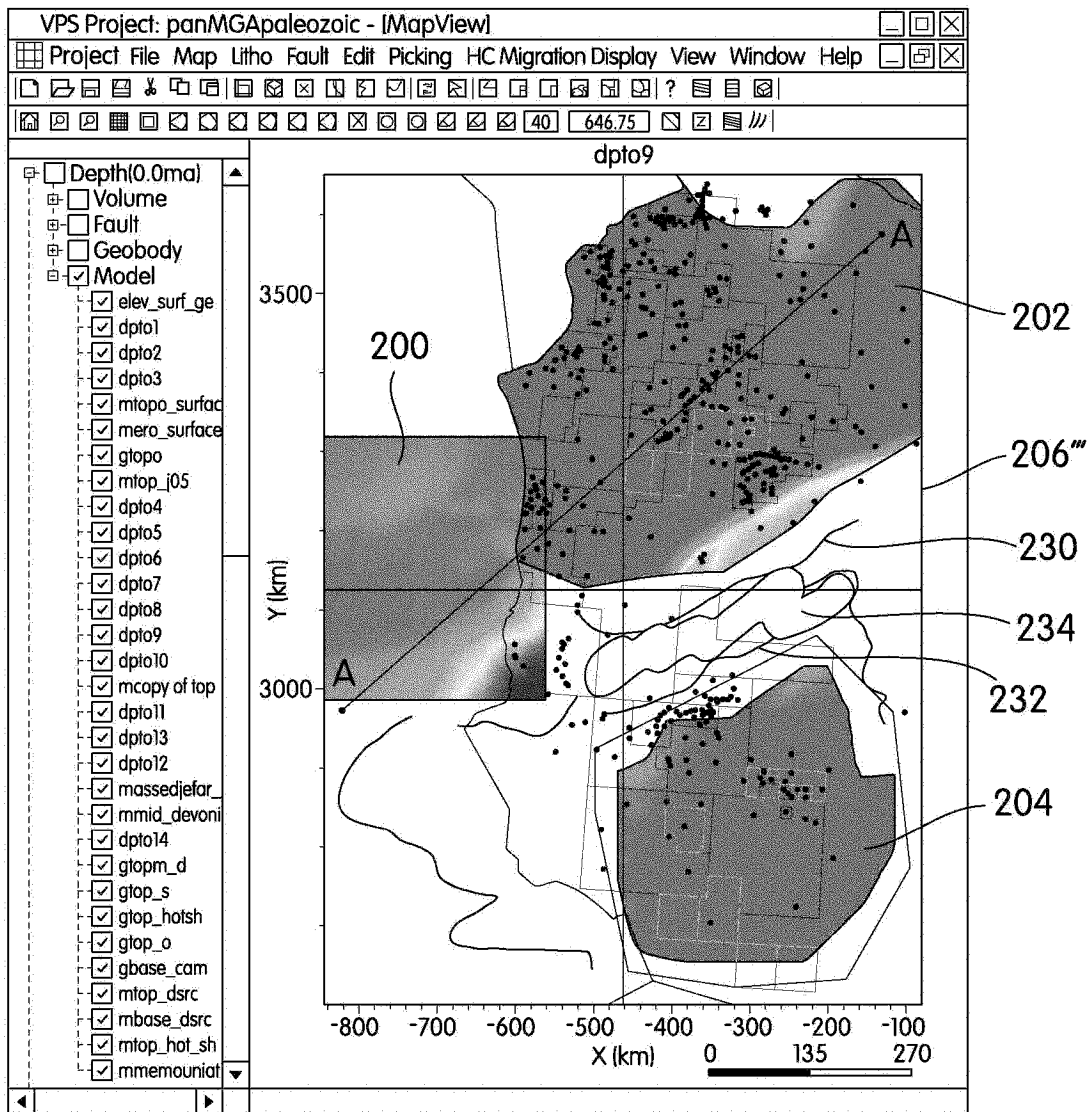 VPS Project: panMGApaleozoic - [MapView]
Project File Map Litho Fault Edit Picking HC Migration Display View Window Help
?
40 646.75
dpto9
Depth(0.0ma)
Volume
Fault
Geobody
Model
elev_surf_ge
dpto1
dpto2
dpto3
mtopo_surfac
mero_surface
gtopo
mtop_j05
dpto4
dpto5
dpto6
dpto7
dpto8
dpto9
dpto10
mcopy of top
dpto11
dpto13
dpto12
massedjefar_
mmid_devoni
dpto14
gtopm_d
gtop_s
gtop_hotsh
gtop_o
gbase_cam
mtop_dsrc
mbase_dsrc
mtop_hot_sh
mmemouniat
3500
3000
Y (km)
200
A
A
202
206'''
230
234
232
204
-800 -700 -600 -500 -400 -300 -200 -100
X (km)
0 135 270